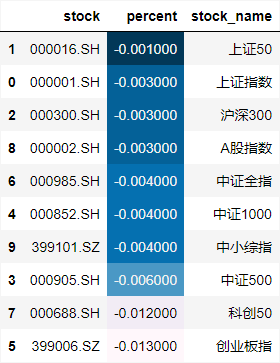 stock percent stock_name
1 000016.SH -0.001000 上证50
0 000001.SH -0.003000 上证指数
2 000300.SH -0.003000 沪深300
8 000002.SH -0.003000 A股指数
6 000985.SH -0.004000 中证全指
4 000852.SH -0.004000 中证1000
9 399101.SZ -0.004000 中小综指
3 000905.SH -0.006000 中证500
7 000688.SH -0.012000 科创50
5 399006.SZ -0.013000 创业板指